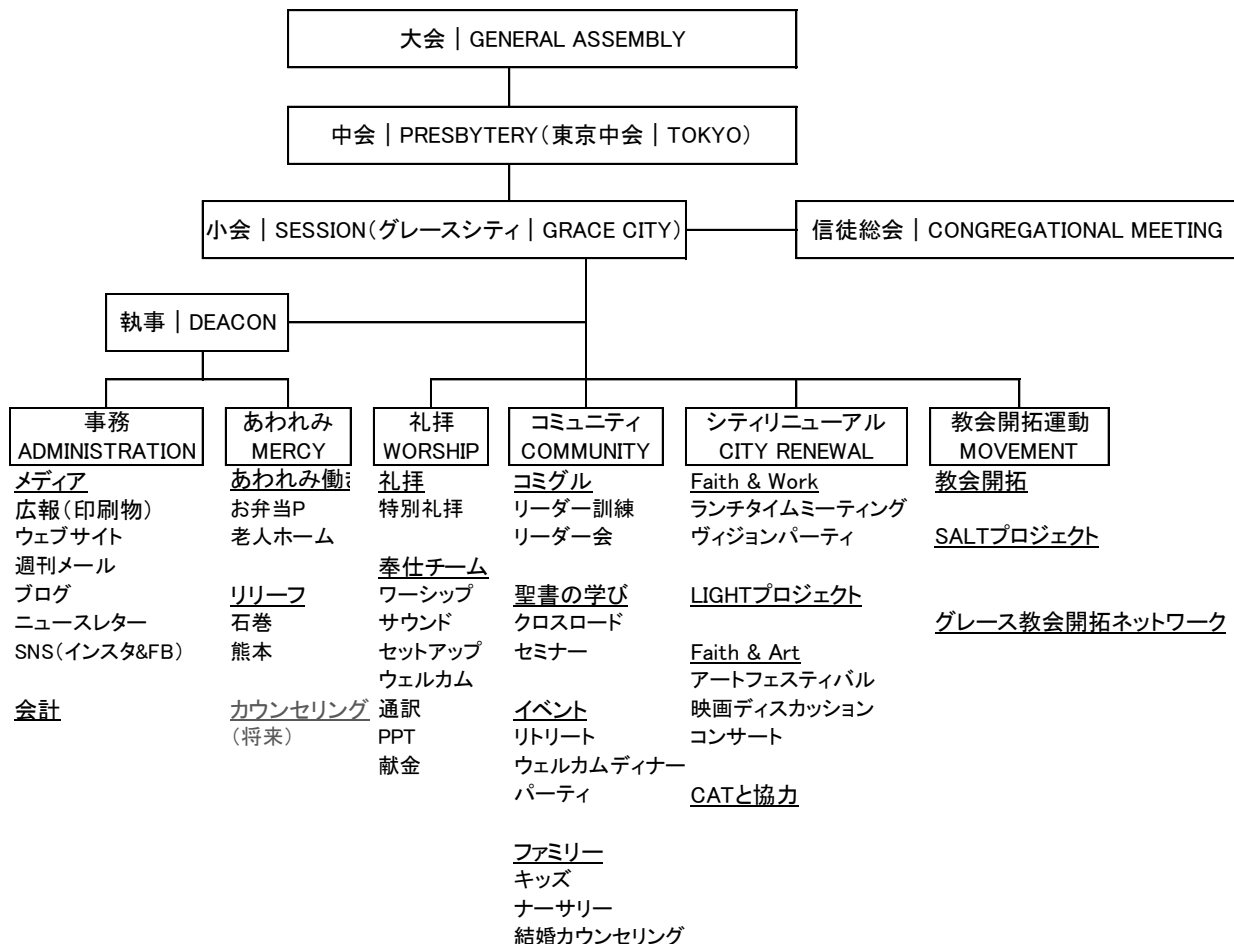 大会 | GENERAL ASSEMBLY
中会 | PRESBYTERY(東京中会 | TOKYO)
小会 | SESSION(グレースシティ | GRACE CITY)
信徒総会 | CONGREGATIONAL MEETING
執事 | DEACON
事務
ADMINISTRATION
メディア
広報(印刷物)
ウェブサイト
週刊メール
ブログ
ニュースレター
SNS(インスタ&FB)
会計
あわれみ
MERCY
あわれみ働き
お弁当P
老人ホーム
リリーフ
石巻
熊本
カウンセリング
(将来)
礼拝
WORSHIP
礼拝
特別礼拝
奉仕チーム
ワーシップ
サウンド
セットアップ
ウェルカム
通訳
PPT
献金
コミュニティ
COMMUNITY
コミグル
リーダー訓練
リーダー会
聖書の学び
クロスロード
セミナー
イベント
リトリート
ウェルカムディナー
パーティ
ファミリー
キッズ
ナーサリー
結婚カウンセリング
シティリニューアル
CITY RENEWAL
Faith & Work
ランチタイムミーティング
ヴィジョンパーティ
LIGHTプロジェクト
Faith & Art
アートフェスティバル
映画ディスカッション
コンサート
CATと協力
教会開拓運動
MOVEMENT
教会開拓
SALTプロジェクト
グレース教会開拓ネットワーク